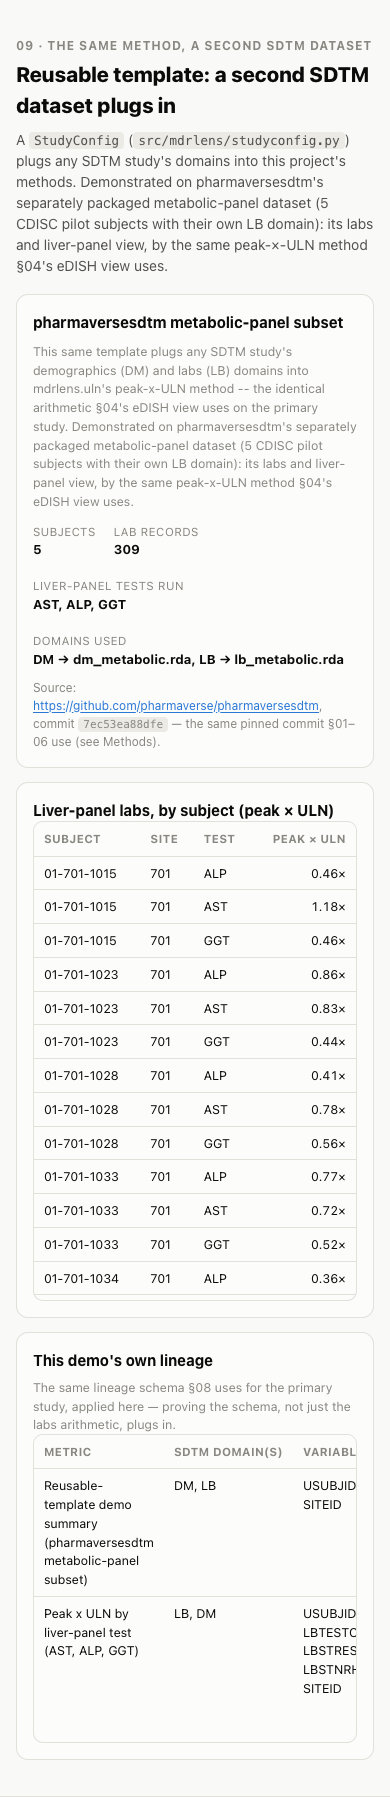 09 · THE SAME METHOD, A SECOND SDTM DATASET
Reusable template: a second SDTM
dataset plugs in
A StudyConfig ( src/mdrlens/studyconfig.py )
plugs any SDTM study's domains into this project's
methods. Demonstrated on pharmaversesdtm's
separately packaged metabolic-panel dataset (5
CDISC pilot subjects with their own LB domain): its labs
and liver-panel view, by the same peak-×-ULN method
§04's eDISH view uses.
pharmaversesdtm metabolic-panel subset
This same template plugs any SDTM study's
demographics (DM) and labs (LB) domains into
mdrlens.uln's peak-x-ULN method -- the identical
arithmetic §04's eDISH view uses on the primary
study. Demonstrated on pharmaversesdtm's separately
packaged metabolic-panel dataset (5 CDISC pilot
subjects with their own LB domain): its labs and liver-
panel view, by the same peak-x-ULN method §04's
eDISH view uses.
SUBJECTS LAB RECORDS
5 309
LIVER-PANEL TESTS RUN
AST, ALP, GGT
DOMAINS USED
DM → dm_metabolic.rda, LB → lb_metabolic.rda
Source:
https://github.com/pharmaverse/pharmaversesdtm,
commit 7ec53ea88dfe — the same pinned commit §01–
06 use (see Methods).
Liver-panel labs, by subject (peak × ULN)
SUBJECT SITE TEST PEAK × ULN
01-701-1015 701 ALP 0.46×
01-701-1015 701 AST 1.18×
01-701-1015 701 GGT 0.46×
01-701-1023 701 ALP 0.86×
01-701-1023 701 AST 0.83×
01-701-1023 701 GGT 0.44×
01-701-1028 701 ALP 0.41×
01-701-1028 701 AST 0.78×
01-701-1028 701 GGT 0.56×
01-701-1033 701 ALP 0.77×
01-701-1033 701 AST 0.72×
01-701-1033 701 GGT 0.52×
01-701-1034 701 ALP 0.36×
This demo's own lineage
The same lineage schema §08 uses for the primary
study, applied here — proving the schema, not just the
labs arithmetic, plugs in.
METRIC SDTM DOMAIN(S) VARIABL
Reusable- DM, LB USUBJID
template demo SITEID
summary
(pharmaversesdtm
metabolic-panel
subset)
Peak x ULN by LB, DM USUBJID
liver-panel test LBTESTC
(AST, ALP, GGT) LBSTRES
LBSTNRH
SITEID